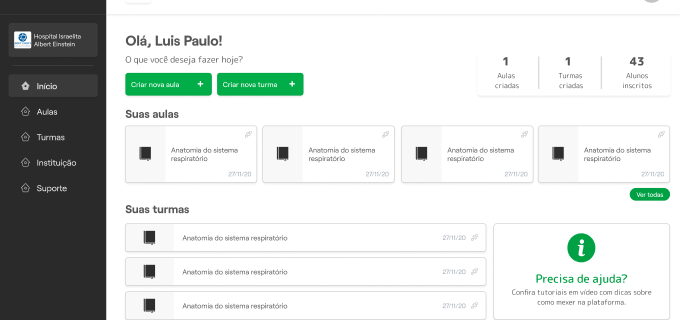 Hospital Israelita
Albert Einstein
Início
Aulas
Turmas
Instituição
Suporte
Olá, Luis Paulo!
O que você deseja fazer hoje?
Criar nova aula +
Criar nova turma +
1
Aulas
criadas
1
Turmas
criadas
43
Alunos
inscritos
Suas aulas
Anatomia do sistema
respiratório
27/11/20
Anatomia do sistema
respiratório
27/11/20
Anatomia do sistema
respiratório
27/11/20
Anatomia do sistema
respiratório
27/11/20
Ver todas
Suas turmas
Anatomia do sistema respiratório 27/11/20
Anatomia do sistema respiratório 27/11/20
Anatomia do sistema respiratório 27/11/20
Precisa de ajuda?
Confira tutoriais em vídeo com dicas sobre
como mexer na plataforma.